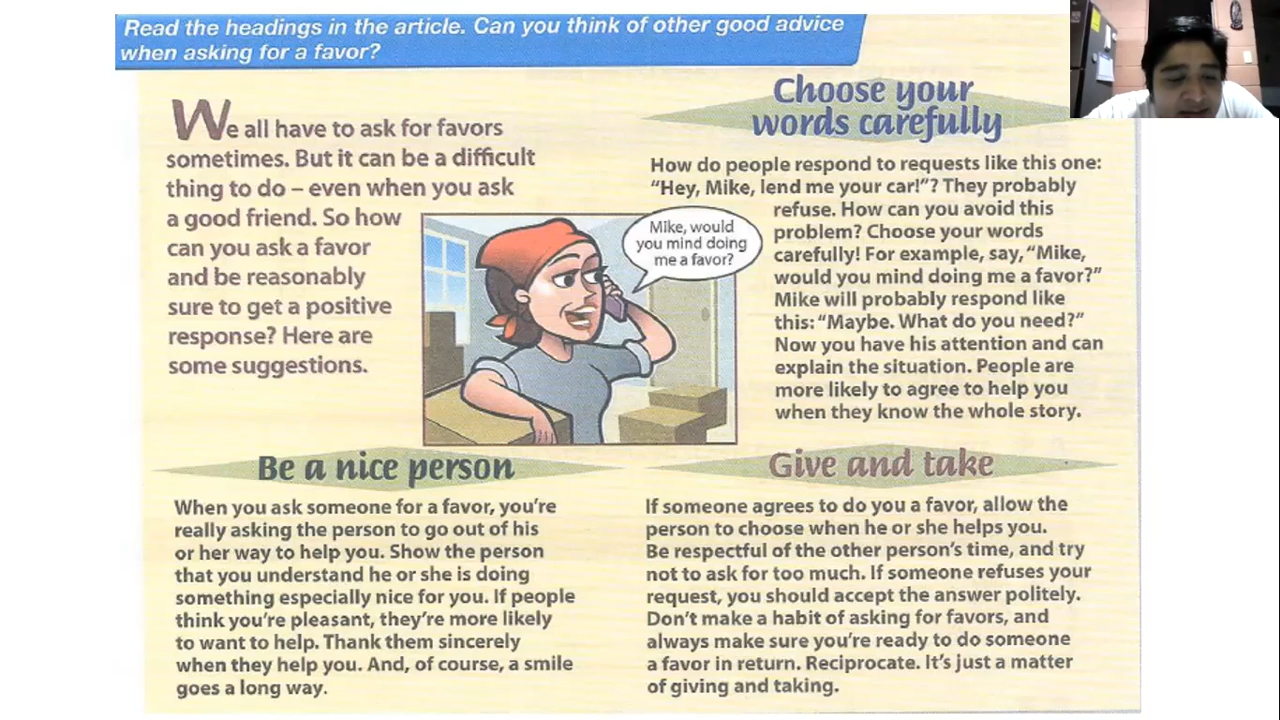 Read the headings in the article. Can you think of other good advice
when asking for a favor?
We all have to ask for favors
sometimes. But it can be a difficult
thing to do – even when you ask
a good friend. So how
can you ask a favor
and be reasonably
sure to get a positive
response? Here are
some suggestions.
Mike, would
you mind doing
me a favor?
Choose your
words carefully
How do people respond to requests like this one:
“Hey, Mike, lend me your car!”? They probably
refuse. How can you avoid this
problem? Choose your words
carefully! For example, say, “Mike,
would you mind doing me a favor?”
Mike will probably respond like
this: “Maybe. What do you need?”
Now you have his attention and can
explain the situation. People are
more likely to agree to help you
when they know the whole story.
Be a nice person
When you ask someone for a favor, you’re
really asking the person to go out of his
or her way to help you. Show the person
that you understand he or she is doing
something especially nice for you. If people
think you’re pleasant, they’re more likely
to want to help. Thank them sincerely
when they help you. And, of course, a smile
goes a long way.
Give and take
If someone agrees to do you a favor, allow the
person to choose when he or she helps you.
Be respectful of the other person’s time, and try
not to ask for too much. If someone refuses your
request, you should accept the answer politely.
Don’t make a habit of asking for favors, and
always make sure you’re ready to do someone
a favor in return. Reciprocate. It’s just a matter
of giving and taking.